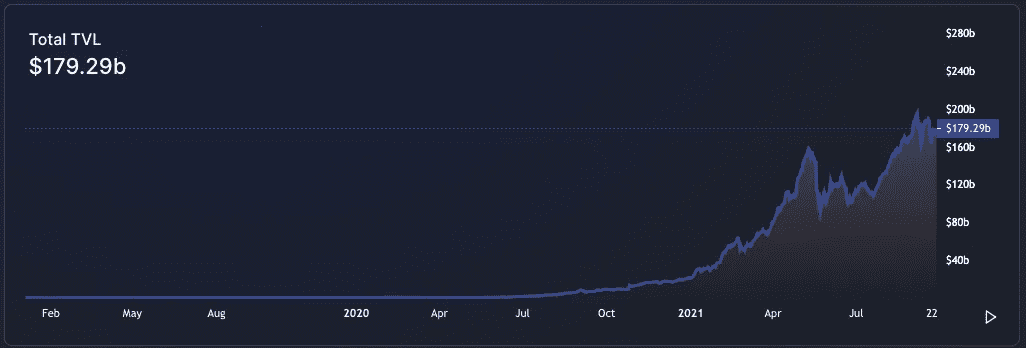 Total TVL
$179.29b
$280b
$240b
$200b
$179.29b
$160b
$120b
$80b
$40b
Feb May Aug 2020 Apr Jul Oct 2021 Apr Jul 22